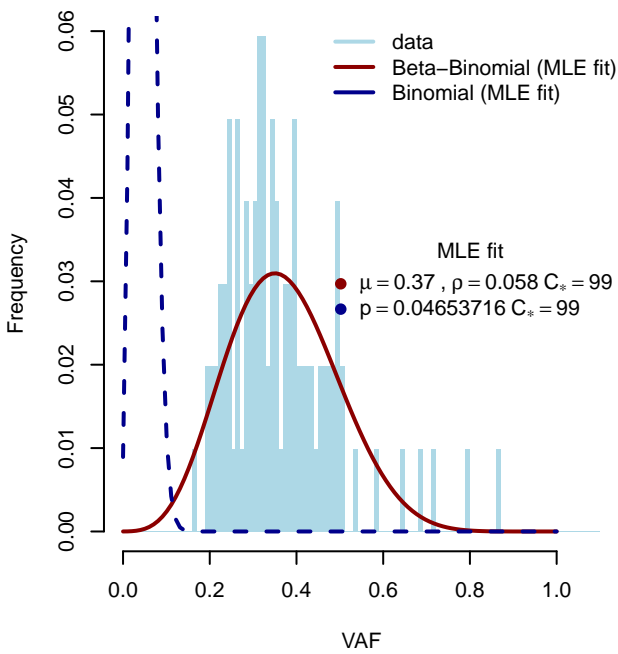 data
Beta−Binomial (MLE fit)
Binomial (MLE fit)
MLE fit
μ = 0.37 , ρ = 0.058 C* = 99
p = 0.04653716 C* = 99
Frequency
0.06
0.05
0.04
0.03
0.02
0.01
0.00
0.0 0.2 0.4 0.6 0.8 1.0
VAF